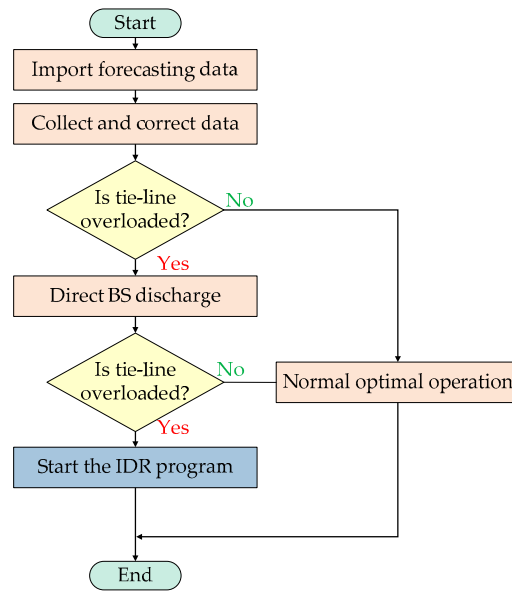 Start
Import forecasting data
Collect and correct data
Is tie-line
overloaded?
No
Yes
Direct BS discharge
Is tie-line
overloaded?
No
Normal optimal operation
Yes
Start the IDR program
End